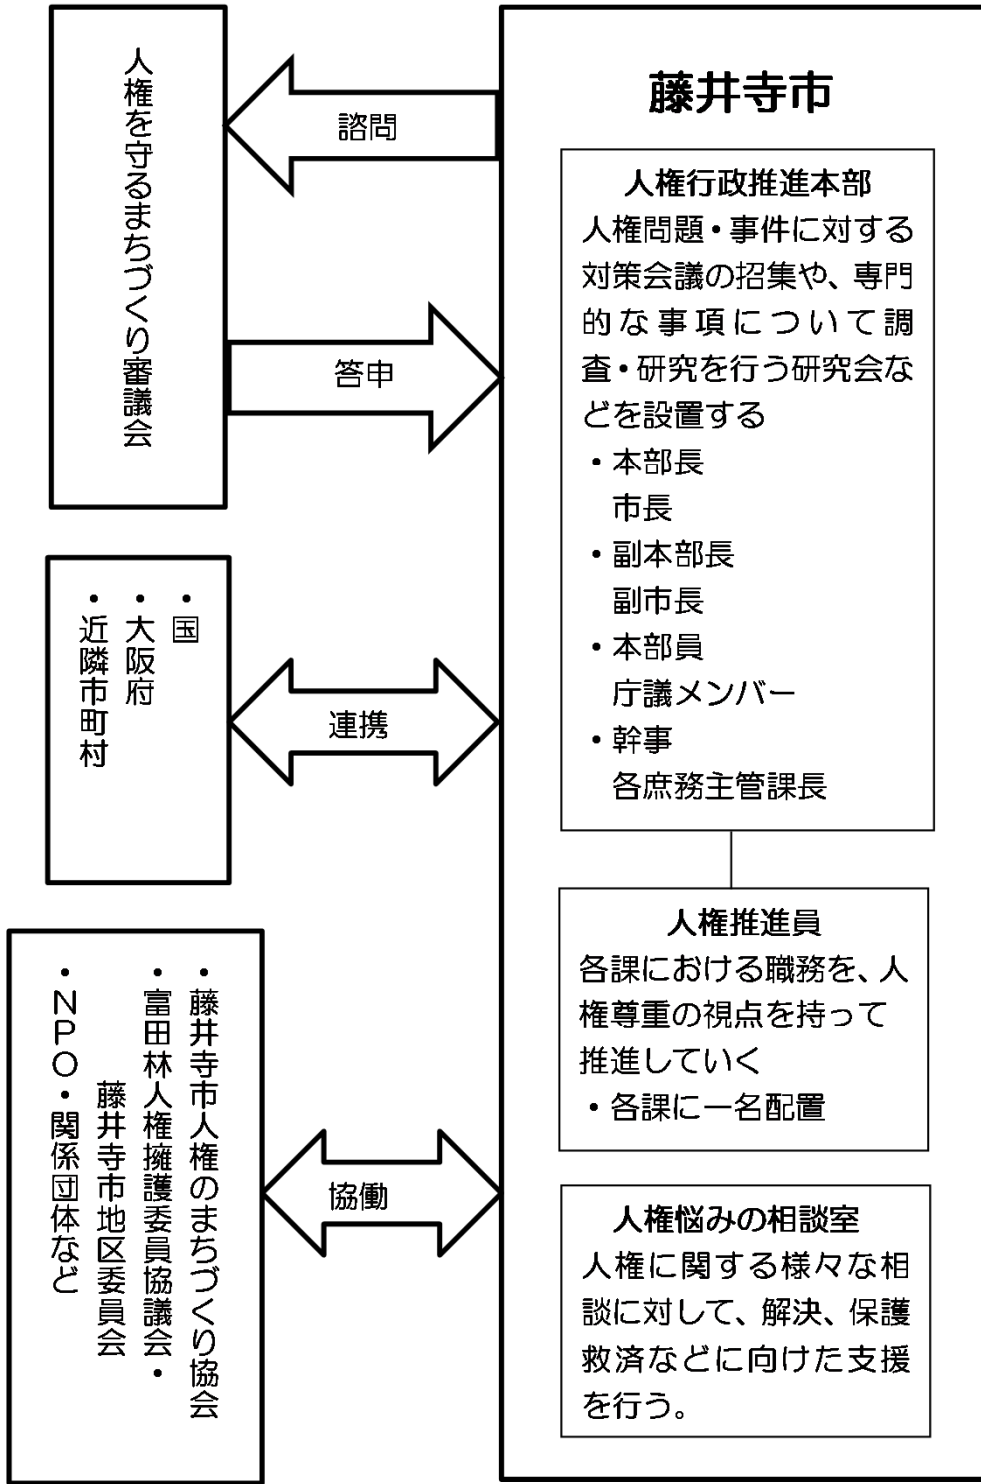 人権を守るまちづくり審議会
諮問
答申
・国
・大阪府
・近隣市町村
連携
・藤井寺市人権のまちづくり協会
・富田林人権擁護委員協議会・
藤井寺市地区委員会
・ＮＰＯ・関係団体など
協働
藤井寺市
人権行政推進本部
人権問題・事件に対する
対策会議の招集や、専門
的な事項について調
査・研究を行う研究会な
どを設置する
・本部長
市長
・副本部長
副市長
・本部員
庁議メンバー
・幹事
各庶務主管課長
人権推進員
各課における職務を、人
権尊重の視点を持って
推進していく
・各課に一名配置
人権悩みの相談室
人権に関する様々な相
談に対して、解決、保護
救済などに向けた支援
を行う。